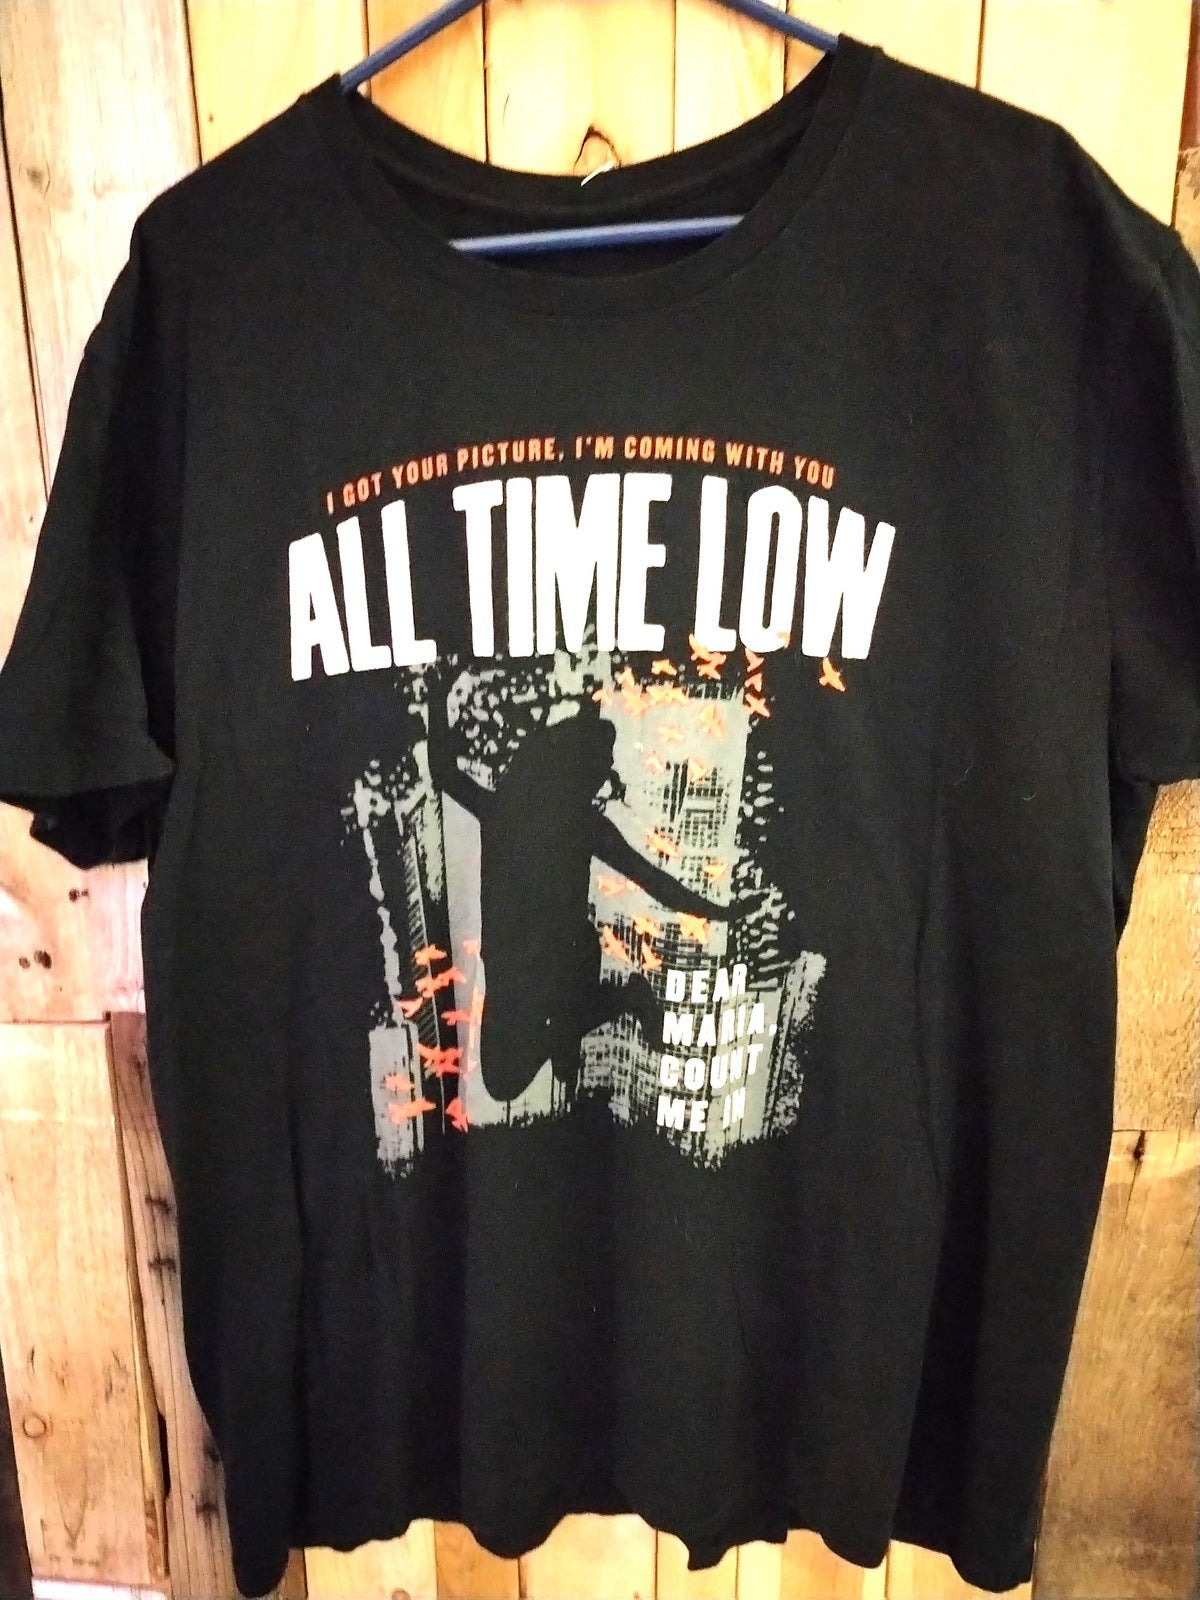 I GOT YOUR PICTURE, I'M COMING WITH YOU
ALL TIME LOW
DEAR
MARIA,
COUNT
ME IN